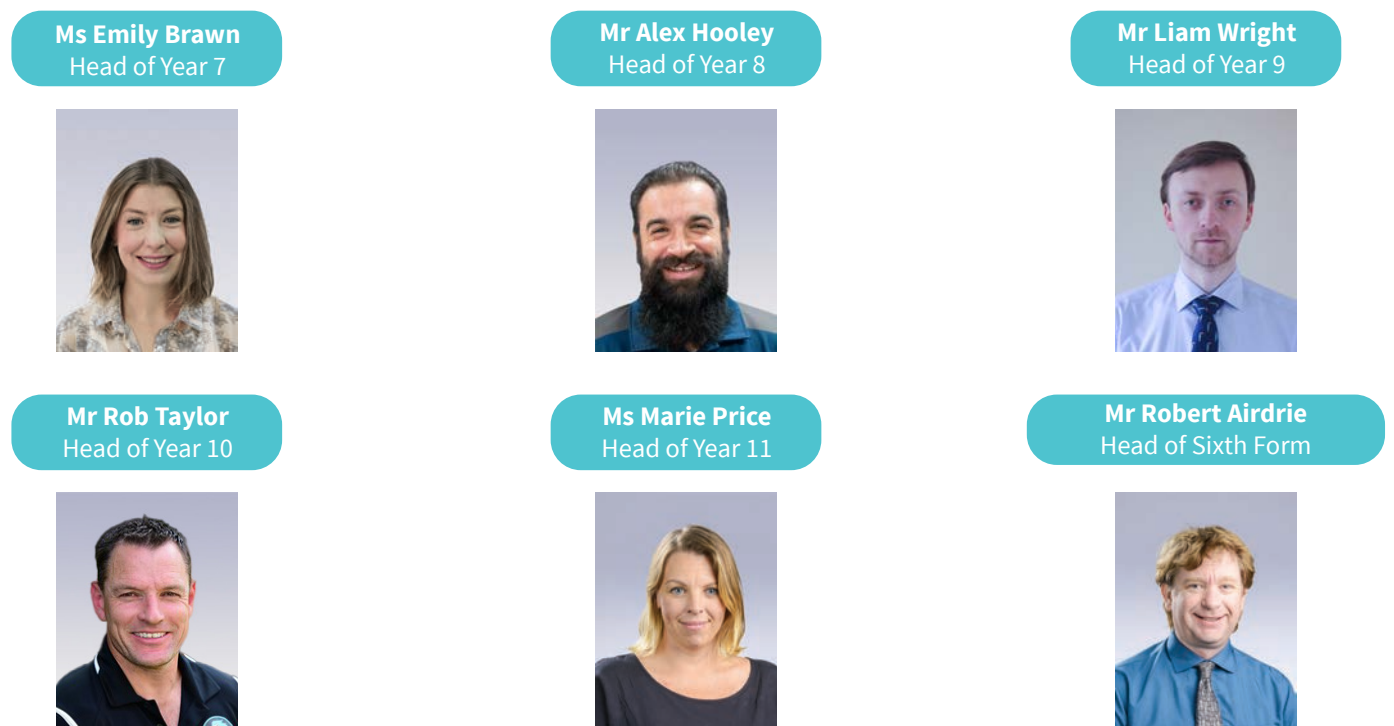 Ms Emily Brawn
Head of Year 7
Mr Alex Hooley
Head of Year 8
Mr Liam Wright
Head of Year 9
Mr Rob Taylor
Head of Year 10
Ms Marie Price
Head of Year 11
Mr Robert Airdrie
Head of Sixth Form